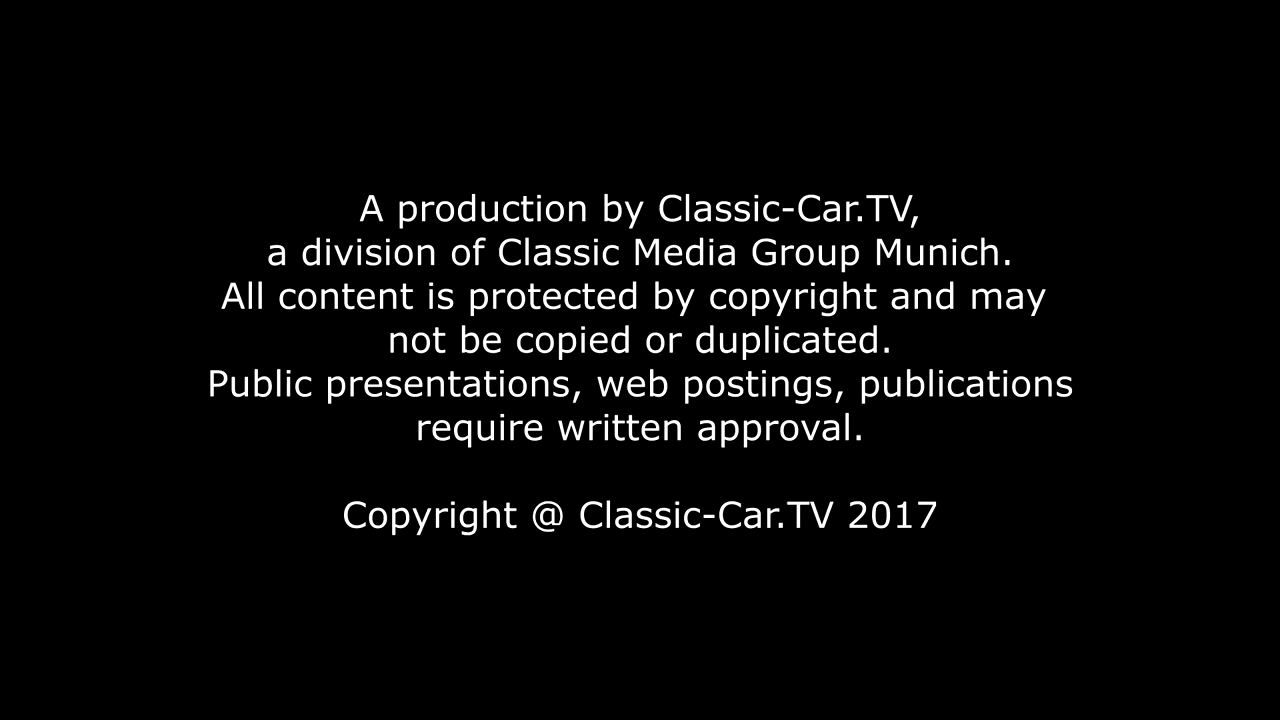 A production by Classic-Car.TV,
a division of Classic Media Group Munich.
All content is protected by copyright and may
not be copied or duplicated.
Public presentations, web postings, publications
require written approval.
Copyright @ Classic-Car.TV 2017